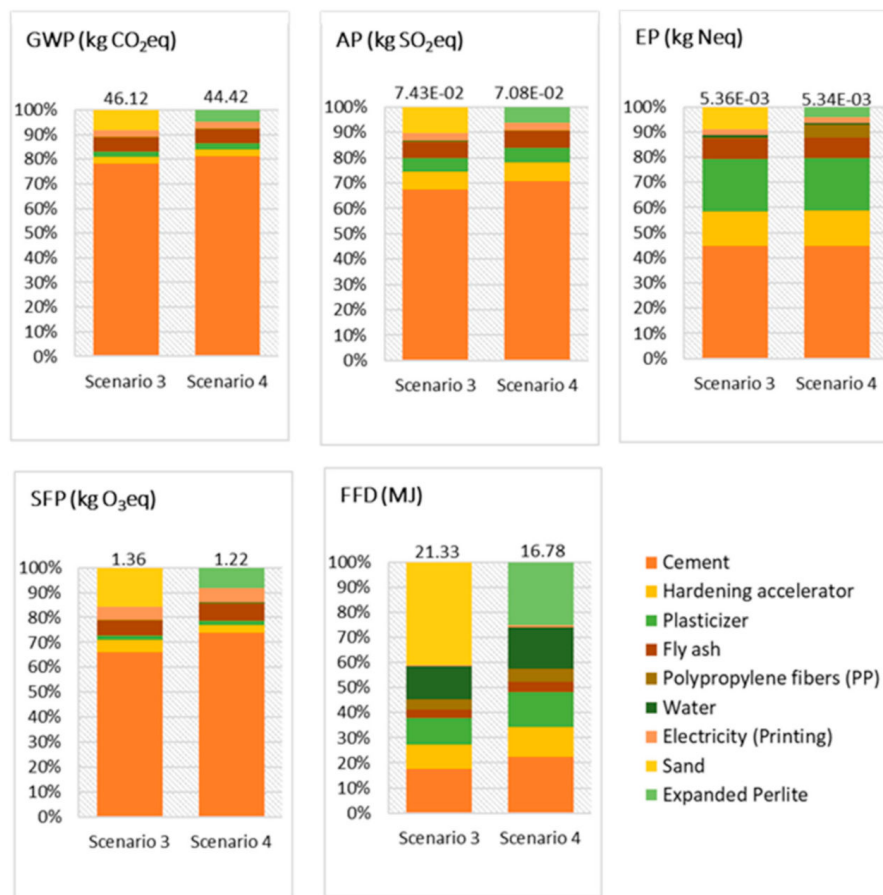 GWP (kg CO₂eq)
46.12 44.42
100%
90%
80%
70%
60%
50%
40%
30%
20%
10%
0%
Scenario 3 Scenario 4
AP (kg SO₂eq)
7.43E-02 7.08E-02
100%
90%
80%
70%
60%
50%
40%
30%
20%
10%
0%
Scenario 3 Scenario 4
EP (kg Neq)
5.36E-03 5.34E-03
100%
90%
80%
70%
60%
50%
40%
30%
20%
10%
0%
Scenario 3 Scenario 4
SFP (kg O₃eq)
1.36 1.22
100%
90%
80%
70%
60%
50%
40%
30%
20%
10%
0%
Scenario 3 Scenario 4
FFD (MJ)
21.33 16.78
100%
90%
80%
70%
60%
50%
40%
30%
20%
10%
0%
Scenario 3 Scenario 4
Cement
Hardening accelerator
Plasticizer
Fly ash
Polypropylene fibers (PP)
Water
Electricity (Printing)
Sand
Expanded Perlite